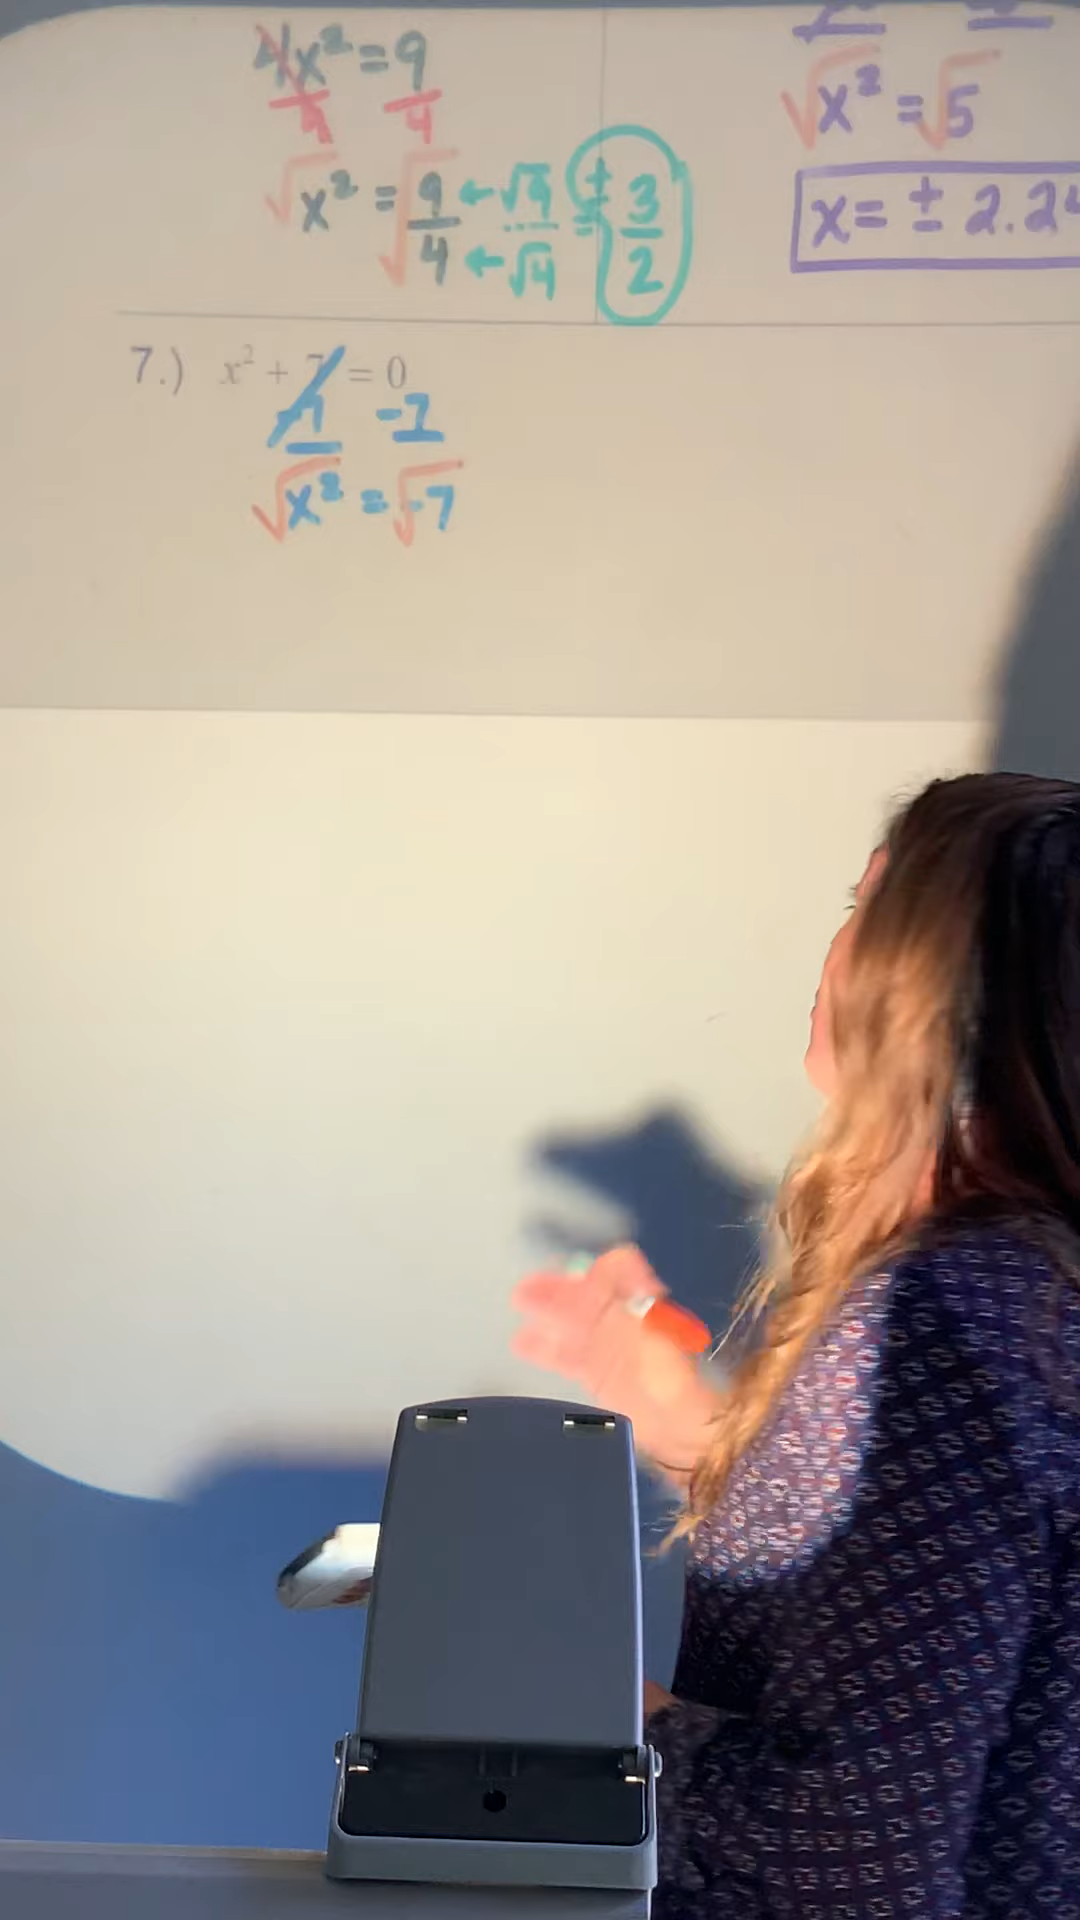 4x² = 9
4 4
√x² = √9/4 ← √9 / ← √4 = ± 3/2
√x² = √5
x = ± 2.24
7.) x² + 7 = 0
-7 -7
√x² = √-7